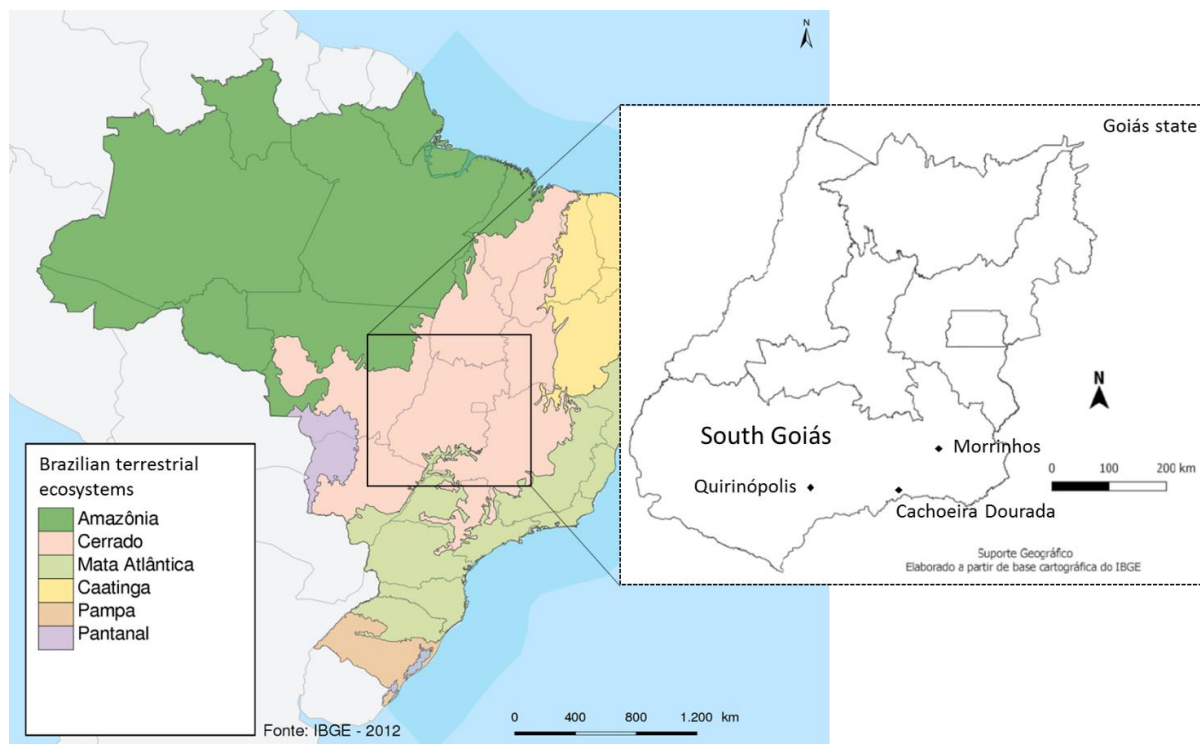 N
Goiás state
N
South Goiás
Morrinhos
0 100 200 km
Quirinópolis
Cachoeira Dourada
Suporte Geográfico
Elaborado a partir de base cartográfica do IBGE
Brazilian terrestrial
ecosystems
Amazônia
Cerrado
Mata Atlântica
Caatinga
Pampa
Pantanal
Fonte: IBGE - 2012
0 400 800 1.200 km